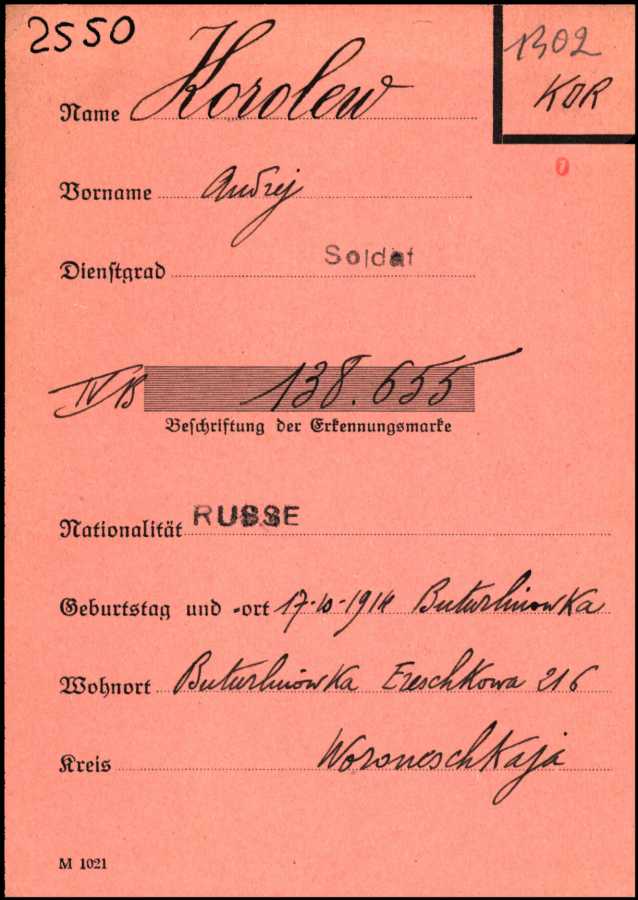 2550
1302
KOR
Name Korolew
Vorname Andrej
Dienſtgrad Soldat
IV B 138.655
Beſchriftung der Erkennungsmarke
Nationalität RUSSE
Geburtstag und -ort 17-10-1914 Buturlinowka
Wohnort Buturlinowka Ereschkowa 216
Kreis Woroneschkaja
M 1021